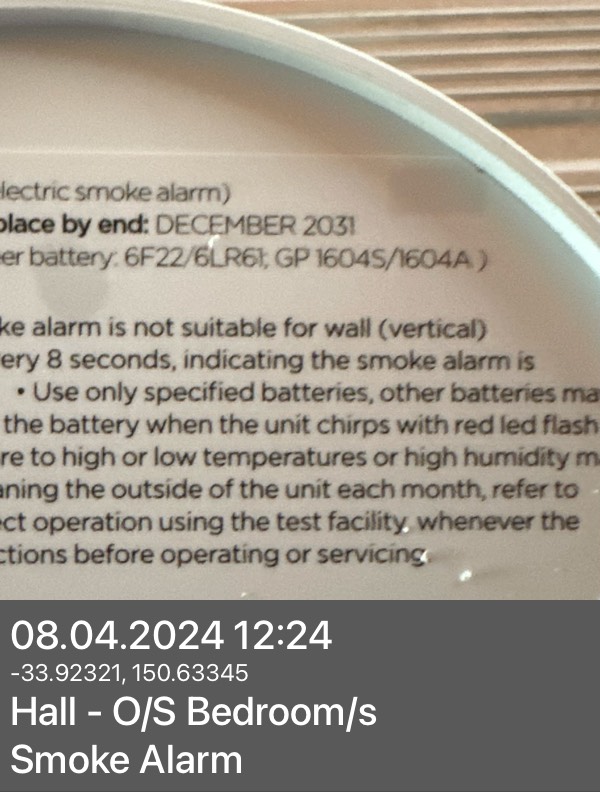 lectric smoke alarm)
place by end: DECEMBER 2031
er battery: 6F22/6LR61; GP 1604S/1604A )
ke alarm is not suitable for wall (vertical)
ery 8 seconds, indicating the smoke alarm is
• Use only specified batteries, other batteries ma
the battery when the unit chirps with red led flash
re to high or low temperatures or high humidity m
aning the outside of the unit each month, refer to
ect operation using the test facility, whenever the
ctions before operating or servicing.
08.04.2024 12:24
-33.92321, 150.63345
Hall - O/S Bedroom/s
Smoke Alarm